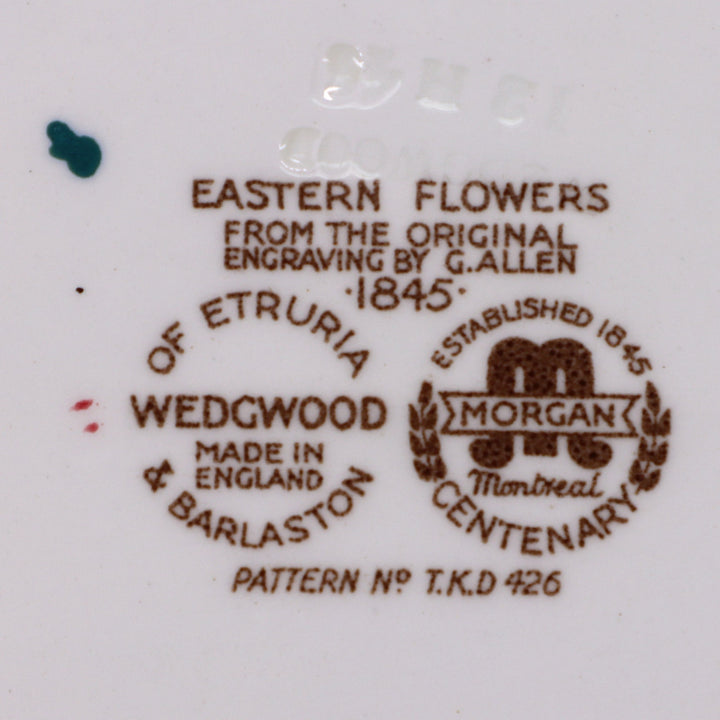 EASTERN FLOWERS
FROM THE ORIGINAL
ENGRAVING BY G. ALLEN
·1845·
OF ETRURIA
WEDGWOOD
MADE IN
ENGLAND
& BARLASTON
ESTABLISHED 1845
M
MORGAN
Montreal
CENTENARY
PATTERN Nº T.K.D 426